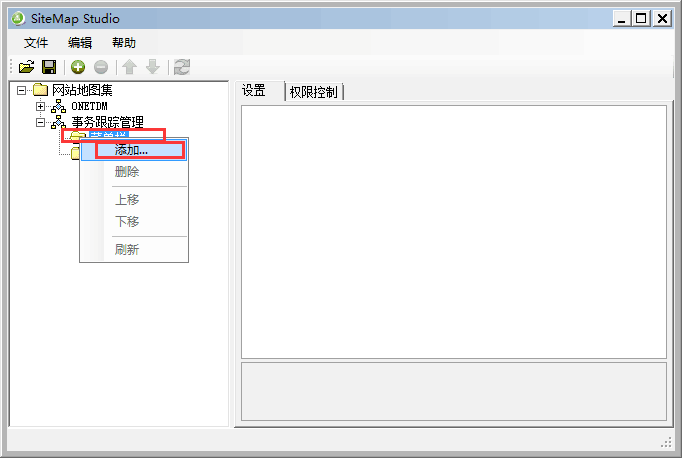 SiteMap Studio
文件 编辑 帮助
网站地图集
ONETDM
事务跟踪管理
添加...
删除
上移
下移
刷新
设置 权限控制